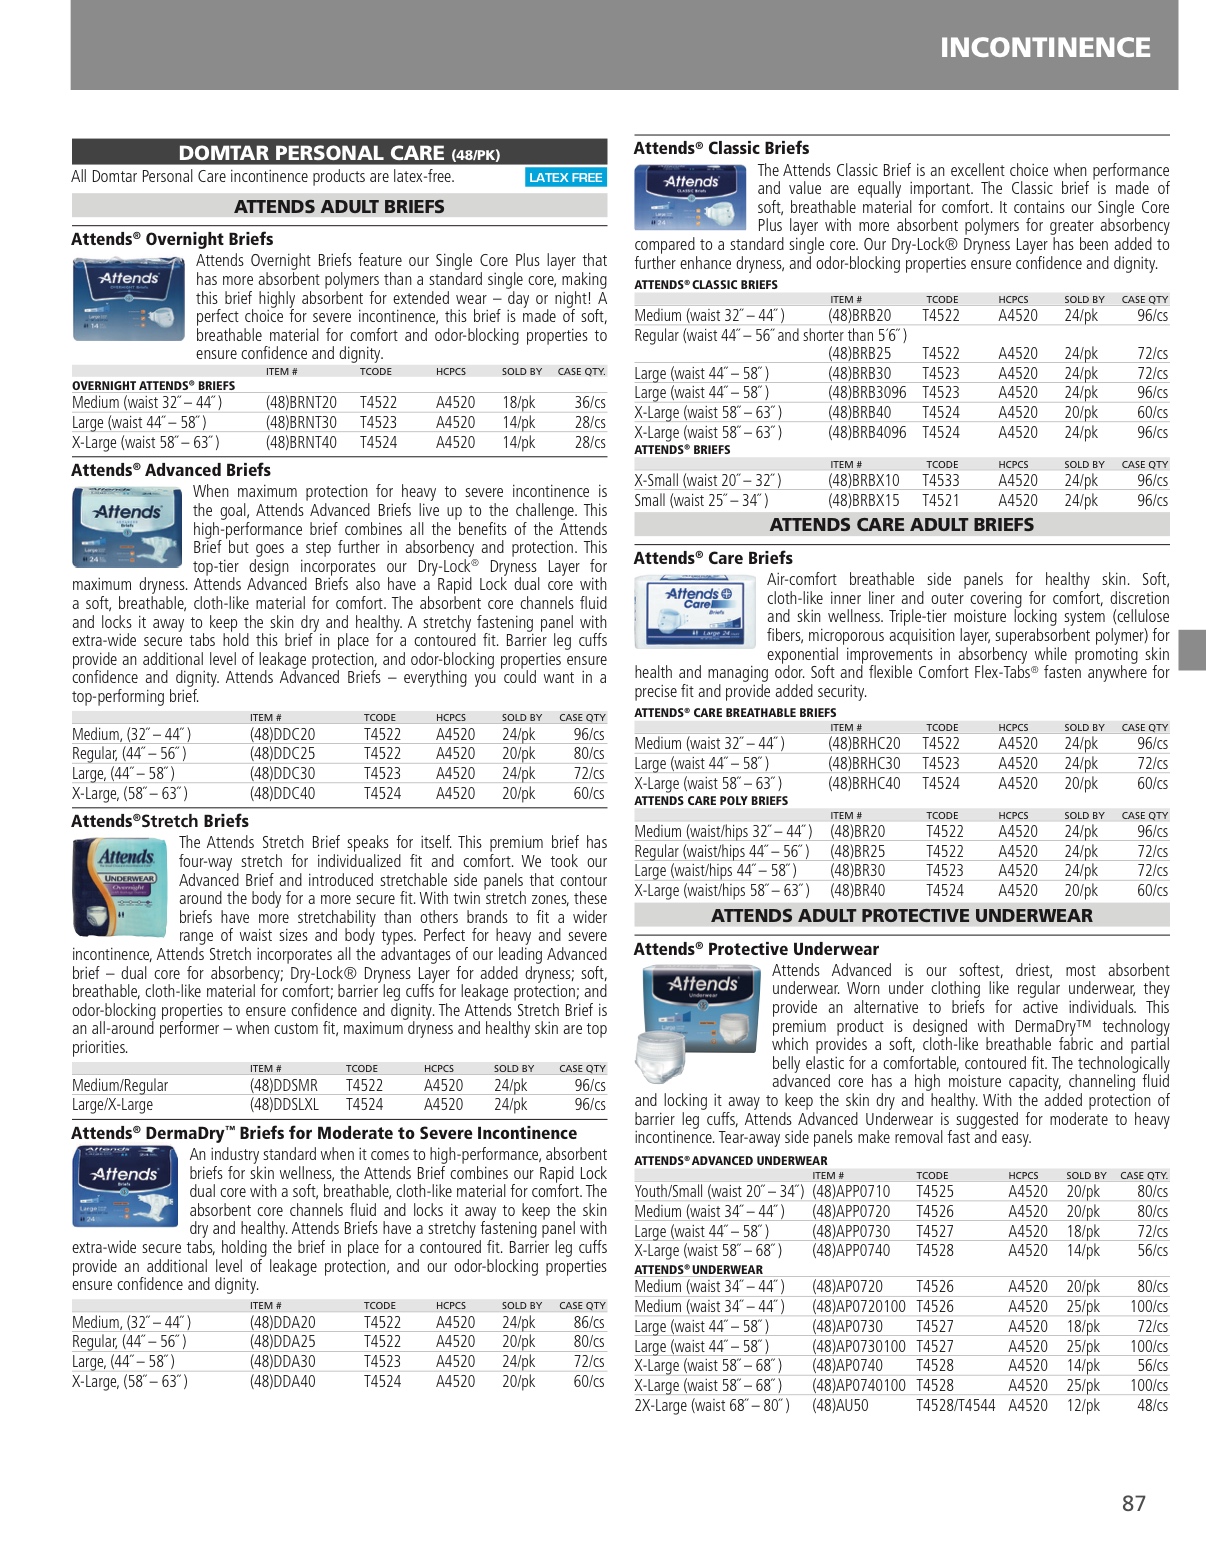 INCONTINENCE
DOMTAR PERSONAL CARE (48/PK)
All Domtar Personal Care incontinence products are latex-free. LATEX FREE
ATTENDS ADULT BRIEFS
Attends® Overnight Briefs
Attends Overnight Briefs feature our Single Core Plus layer that
has more absorbent polymers than a standard single core, making
this brief highly absorbent for extended wear – day or night! A
perfect choice for severe incontinence, this brief is made of soft,
breathable material for comfort and odor-blocking properties to
ensure confidence and dignity.
ITEM # TCODE HCPCS SOLD BY CASE QTY.
OVERNIGHT ATTENDS® BRIEFS
Medium (waist 32˝ – 44˝ ) (48)BRNT20 T4522 A4520 18/pk 36/cs
Large (waist 44˝ – 58˝ ) (48)BRNT30 T4523 A4520 14/pk 28/cs
X-Large (waist 58˝ – 63˝ ) (48)BRNT40 T4524 A4520 14/pk 28/cs
Attends® Advanced Briefs
When maximum protection for heavy to severe incontinence is
the goal, Attends Advanced Briefs live up to the challenge. This
high-performance brief combines all the benefits of the Attends
Brief but goes a step further in absorbency and protection. This
top-tier design incorporates our Dry-Lock® Dryness Layer for
maximum dryness. Attends Advanced Briefs also have a Rapid Lock dual core with
a soft, breathable, cloth-like material for comfort. The absorbent core channels fluid
and locks it away to keep the skin dry and healthy. A stretchy fastening panel with
extra-wide secure tabs hold this brief in place for a contoured fit. Barrier leg cuffs
provide an additional level of leakage protection, and odor-blocking properties ensure
confidence and dignity. Attends Advanced Briefs – everything you could want in a
top-performing brief.
ITEM # TCODE HCPCS SOLD BY CASE QTY
Medium, (32˝ – 44˝ ) (48)DDC20 T4522 A4520 24/pk 96/cs
Regular, (44˝ – 56˝ ) (48)DDC25 T4522 A4520 20/pk 80/cs
Large, (44˝ – 58˝ ) (48)DDC30 T4523 A4520 24/pk 72/cs
X-Large, (58˝ – 63˝ ) (48)DDC40 T4524 A4520 20/pk 60/cs
Attends®Stretch Briefs
The Attends Stretch Brief speaks for itself. This premium brief has
four-way stretch for individualized fit and comfort. We took our
Advanced Brief and introduced stretchable side panels that contour
around the body for a more secure fit. With twin stretch zones, these
briefs have more stretchability than others brands to fit a wider
range of waist sizes and body types. Perfect for heavy and severe
incontinence, Attends Stretch incorporates all the advantages of our leading Advanced
brief – dual core for absorbency; Dry-Lock® Dryness Layer for added dryness; soft,
breathable, cloth-like material for comfort; barrier leg cuffs for leakage protection; and
odor-blocking properties to ensure confidence and dignity. The Attends Stretch Brief is
an all-around performer – when custom fit, maximum dryness and healthy skin are top
priorities.
ITEM # TCODE HCPCS SOLD BY CASE QTY
Medium/Regular (48)DDSMR T4522 A4520 24/pk 96/cs
Large/X-Large (48)DDSLXL T4524 A4520 24/pk 96/cs
Attends® DermaDry™ Briefs for Moderate to Severe Incontinence
An industry standard when it comes to high-performance, absorbent
briefs for skin wellness, the Attends Brief combines our Rapid Lock
dual core with a soft, breathable, cloth-like material for comfort. The
absorbent core channels fluid and locks it away to keep the skin
dry and healthy. Attends Briefs have a stretchy fastening panel with
extra-wide secure tabs, holding the brief in place for a contoured fit. Barrier leg cuffs
provide an additional level of leakage protection, and our odor-blocking properties
ensure confidence and dignity.
ITEM # TCODE HCPCS SOLD BY CASE QTY
Medium, (32˝ – 44˝ ) (48)DDA20 T4522 A4520 24/pk 86/cs
Regular, (44˝ – 56˝ ) (48)DDA25 T4522 A4520 20/pk 80/cs
Large, (44˝ – 58˝ ) (48)DDA30 T4523 A4520 24/pk 72/cs
X-Large, (58˝ – 63˝ ) (48)DDA40 T4524 A4520 20/pk 60/cs
Attends® Classic Briefs
The Attends Classic Brief is an excellent choice when performance
and value are equally important. The Classic brief is made of
soft, breathable material for comfort. It contains our Single Core
Plus layer with more absorbent polymers for greater absorbency
compared to a standard single core. Our Dry-Lock® Dryness Layer has been added to
further enhance dryness, and odor-blocking properties ensure confidence and dignity.
ATTENDS® CLASSIC BRIEFS
ITEM # TCODE HCPCS SOLD BY CASE QTY
Medium (waist 32˝ – 44˝ ) (48)BRB20 T4522 A4520 24/pk 96/cs
Regular (waist 44˝ – 56˝ and shorter than 5´6˝ )
(48)BRB25 T4522 A4520 24/pk 72/cs
Large (waist 44˝ – 58˝ ) (48)BRB30 T4523 A4520 24/pk 72/cs
Large (waist 44˝ – 58˝ ) (48)BRB3096 T4523 A4520 24/pk 96/cs
X-Large (waist 58˝ – 63˝ ) (48)BRB40 T4524 A4520 20/pk 60/cs
X-Large (waist 58˝ – 63˝ ) (48)BRB4096 T4524 A4520 24/pk 96/cs
ATTENDS® BRIEFS
ITEM # TCODE HCPCS SOLD BY CASE QTY
X-Small (waist 20˝ – 32˝ ) (48)BRBX10 T4533 A4520 24/pk 96/cs
Small (waist 25˝ – 34˝ ) (48)BRBX15 T4521 A4520 24/pk 96/cs
ATTENDS CARE ADULT BRIEFS
Attends® Care Briefs
Air-comfort breathable side panels for healthy skin. Soft,
cloth-like inner liner and outer covering for comfort, discretion
and skin wellness. Triple-tier moisture locking system (cellulose
fibers, microporous acquisition layer, superabsorbent polymer) for
exponential improvements in absorbency while promoting skin
health and managing odor. Soft and flexible Comfort Flex-Tabs® fasten anywhere for
precise fit and provide added security.
ATTENDS® CARE BREATHABLE BRIEFS
ITEM # TCODE HCPCS SOLD BY CASE QTY
Medium (waist 32˝ – 44˝ ) (48)BRHC20 T4522 A4520 24/pk 96/cs
Large (waist 44˝ – 58˝ ) (48)BRHC30 T4523 A4520 24/pk 72/cs
X-Large (waist 58˝ – 63˝ ) (48)BRHC40 T4524 A4520 20/pk 60/cs
ATTENDS CARE POLY BRIEFS
ITEM # TCODE HCPCS SOLD BY CASE QTY
Medium (waist/hips 32˝ – 44˝ ) (48)BR20 T4522 A4520 24/pk 96/cs
Regular (waist/hips 44˝ – 56˝ ) (48)BR25 T4522 A4520 24/pk 72/cs
Large (waist/hips 44˝ – 58˝ ) (48)BR30 T4523 A4520 24/pk 72/cs
X-Large (waist/hips 58˝ – 63˝ ) (48)BR40 T4524 A4520 20/pk 60/cs
ATTENDS ADULT PROTECTIVE UNDERWEAR
Attends® Protective Underwear
Attends Advanced is our softest, driest, most absorbent
underwear. Worn under clothing like regular underwear, they
provide an alternative to briefs for active individuals. This
premium product is designed with DermaDry™ technology
which provides a soft, cloth-like breathable fabric and partial
belly elastic for a comfortable, contoured fit. The technologically
advanced core has a high moisture capacity, channeling fluid
and locking it away to keep the skin dry and healthy. With the added protection of
barrier leg cuffs, Attends Advanced Underwear is suggested for moderate to heavy
incontinence. Tear-away side panels make removal fast and easy.
ATTENDS® ADVANCED UNDERWEAR
ITEM # TCODE HCPCS SOLD BY CASE QTY.
Youth/Small (waist 20˝ – 34˝ ) (48)APP0710 T4525 A4520 20/pk 80/cs
Medium (waist 34˝ – 44˝ ) (48)APP0720 T4526 A4520 20/pk 80/cs
Large (waist 44˝ – 58˝ ) (48)APP0730 T4527 A4520 18/pk 72/cs
X-Large (waist 58˝ – 68˝ ) (48)APP0740 T4528 A4520 14/pk 56/cs
ATTENDS® UNDERWEAR
Medium (waist 34˝ – 44˝ ) (48)AP0720 T4526 A4520 20/pk 80/cs
Medium (waist 34˝ – 44˝ ) (48)AP0720100 T4526 A4520 25/pk 100/cs
Large (waist 44˝ – 58˝ ) (48)AP0730 T4527 A4520 18/pk 72/cs
Large (waist 44˝ – 58˝ ) (48)AP0730100 T4527 A4520 25/pk 100/cs
X-Large (waist 58˝ – 68˝ ) (48)AP0740 T4528 A4520 14/pk 56/cs
X-Large (waist 58˝ – 68˝ ) (48)AP0740100 T4528 A4520 25/pk 100/cs
2X-Large (waist 68˝ – 80˝ ) (48)AU50 T4528/T4544 A4520 12/pk 48/cs
87